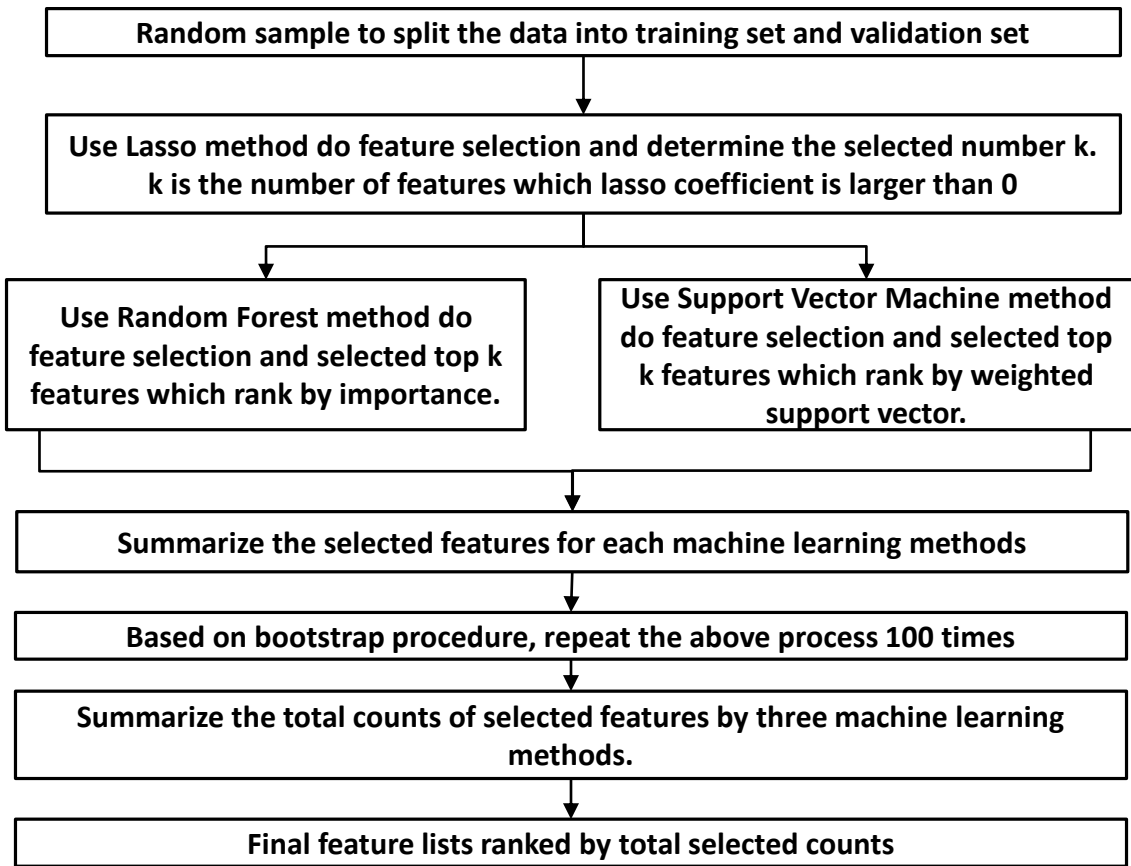 Random sample to split the data into training set and validation set
Use Lasso method do feature selection and determine the selected number k.
k is the number of features which lasso coefficient is larger than 0
Use Random Forest method do
feature selection and selected top k
features which rank by importance.
Use Support Vector Machine method
do feature selection and selected top
k features which rank by weighted
support vector.
Summarize the selected features for each machine learning methods
Based on bootstrap procedure, repeat the above process 100 times
Summarize the total counts of selected features by three machine learning
methods.
Final feature lists ranked by total selected counts